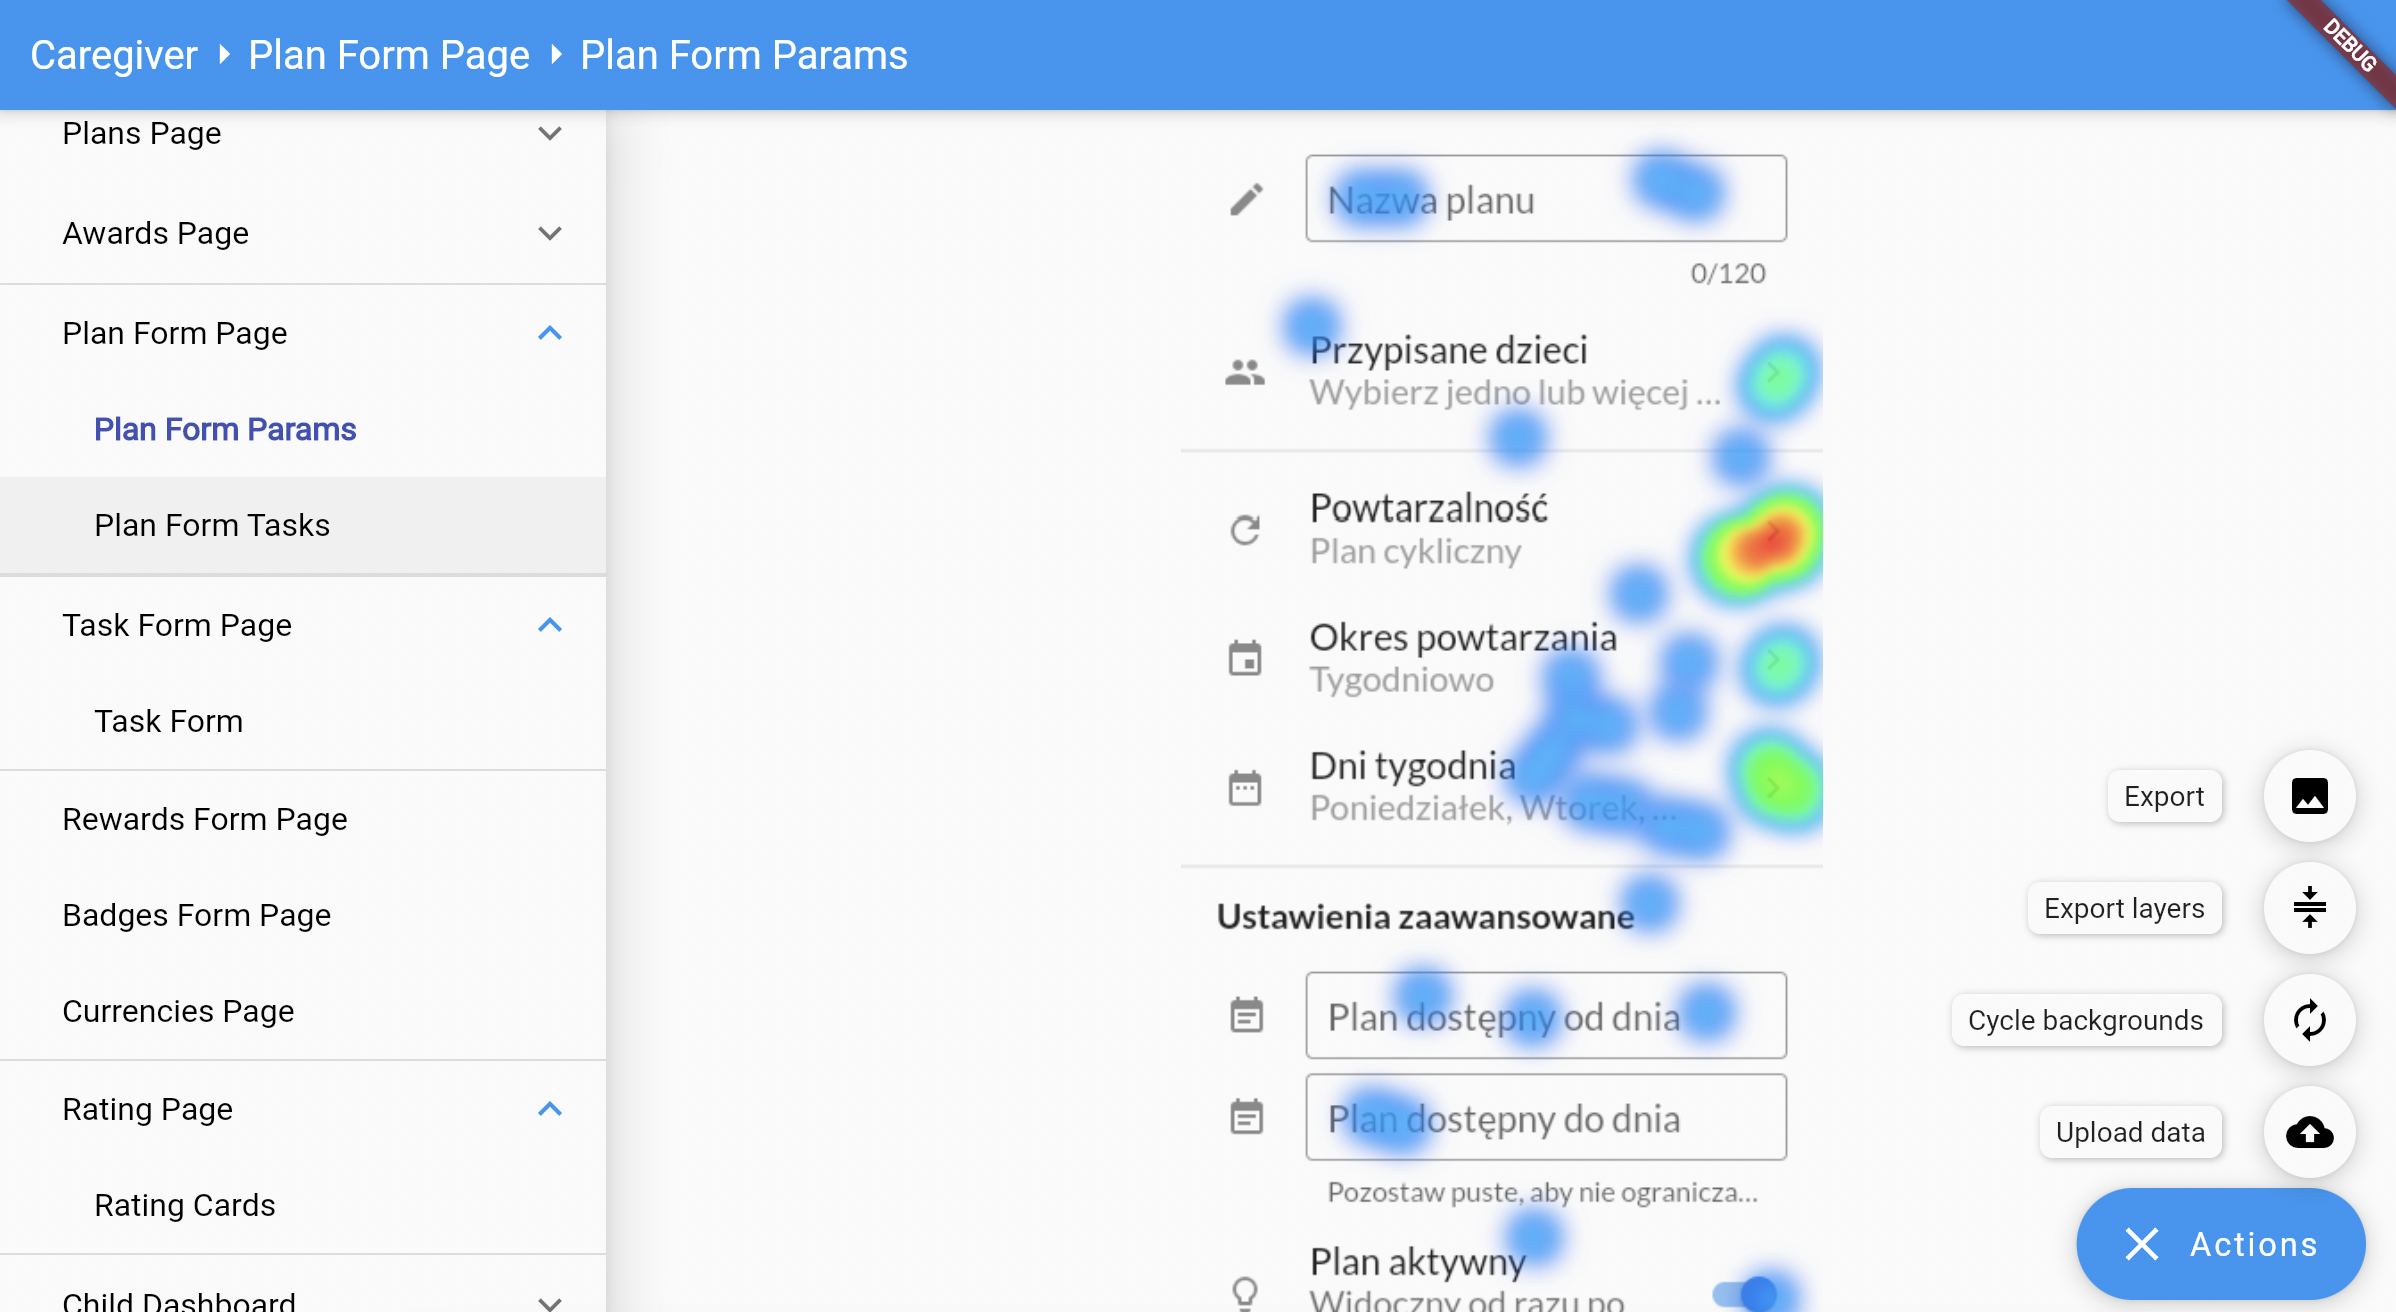 Caregiver Plan Form Page Plan Form Params
DEBUG
Plans Page
Awards Page
Plan Form Page
Plan Form Params
Plan Form Tasks
Task Form Page
Task Form
Rewards Form Page
Badges Form Page
Currencies Page
Rating Page
Rating Cards
Child Dashboard
Nazwa planu
0/120
Przypisane dzieci
Wybierz jedno lub więcej ...
Powtarzalność
Plan cykliczny
Okres powtarzania
Tygodniowo
Dni tygodnia
Poniedziałek, Wtorek, ...
Ustawienia zaawansowane
Plan dostępny od dnia
Plan dostępny do dnia
Pozostaw puste, aby nie ogranicza...
Plan aktywny
Widoczny od razu po
Export
Export layers
Cycle backgrounds
Upload data
Actions